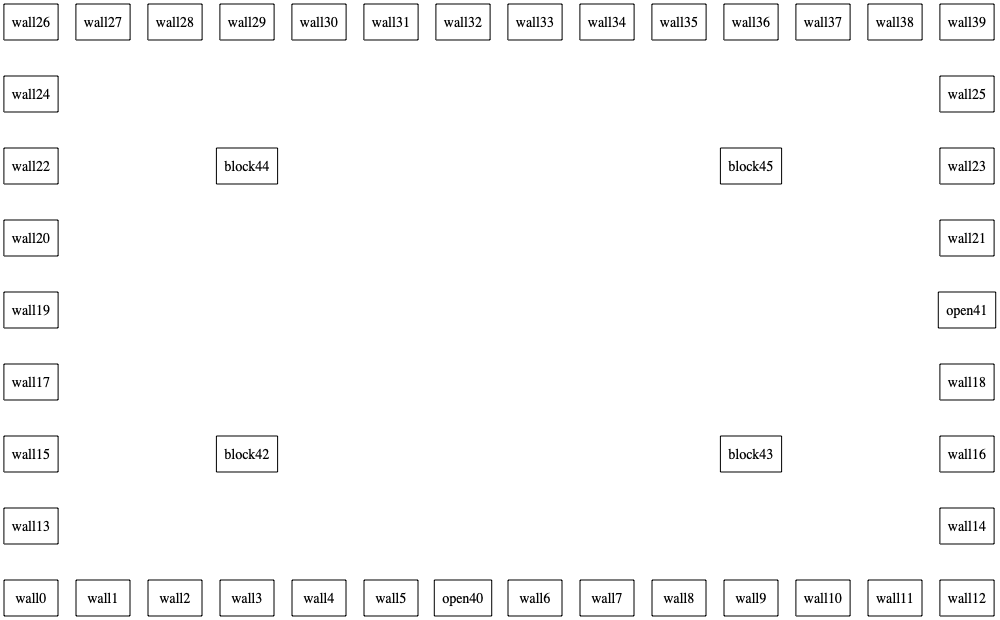 wall26 wall27 wall28 wall29 wall30 wall31 wall32 wall33 wall34 wall35 wall36 wall37 wall38 wall39
wall24 wall25
wall22 block44 block45 wall23
wall20 wall21
wall19 open41
wall17 wall18
wall15 block42 block43 wall16
wall13 wall14
wall0 wall1 wall2 wall3 wall4 wall5 open40 wall6 wall7 wall8 wall9 wall10 wall11 wall12